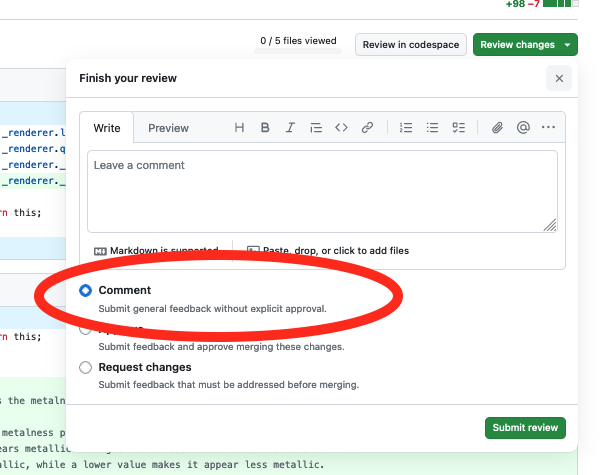 +98 −7
0 / 5 files viewed
Review in codespace
Review changes
Finish your review
Write
Preview
Leave a comment
Markdown is supported
Paste, drop, or click to add files
Comment
Submit general feedback without explicit approval.
Submit feedback and approve merging these changes.
Request changes
Submit feedback that must be addressed before merging.
Submit review
_renderer.l
_renderer.q
_renderer._
_renderer._
rn this;
rn this;
s the metaln
metalness p
ears metallic
allic, while a lower value makes it appear less metallic.